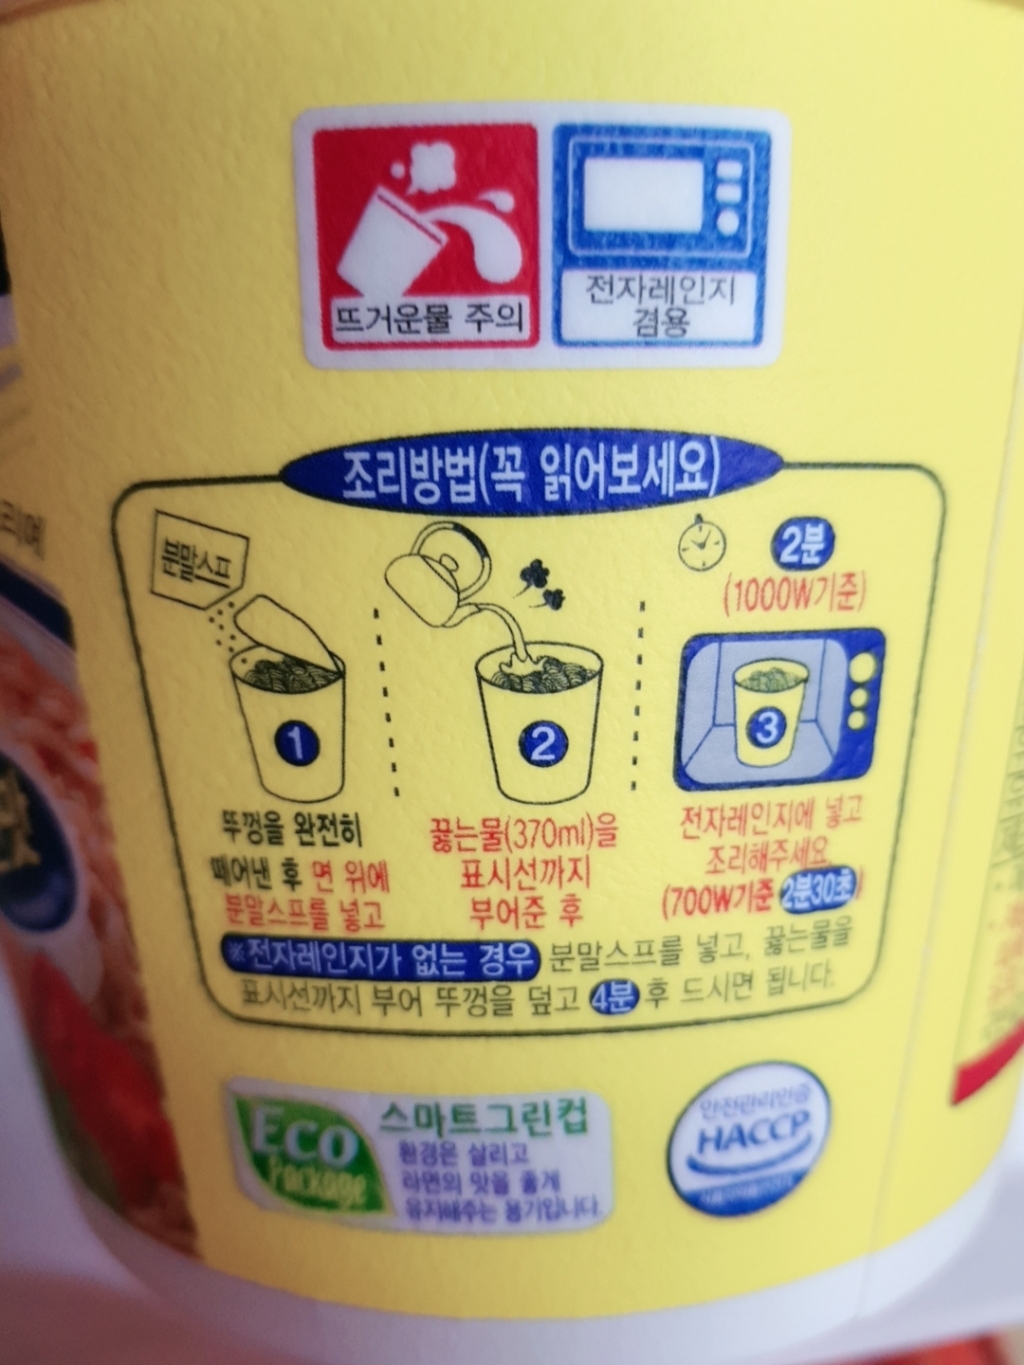 뜨거운물 주의
전자레인지
겸용
조리방법(꼭 읽어보세요)
분말스프
2분
(1000W기준)
1
2
3
뚜껑을 완전히
떼어낸 후 면 위에
분말스프를 넣고
끓는물(370ml)을
표시선까지
부어준 후
전자레인지에 넣고
조리해주세요
(700W기준 2분30초)
※전자레인지가 없는 경우 분말스프를 넣고, 끓는물을
표시선까지 부어 뚜껑을 덮고 4분 후 드시면 됩니다.
Eco
Package
스마트그린컵
환경은 살리고
라면의 맛을 좋게
유지해주는 용기입니다.
안전관리인증
HACCP